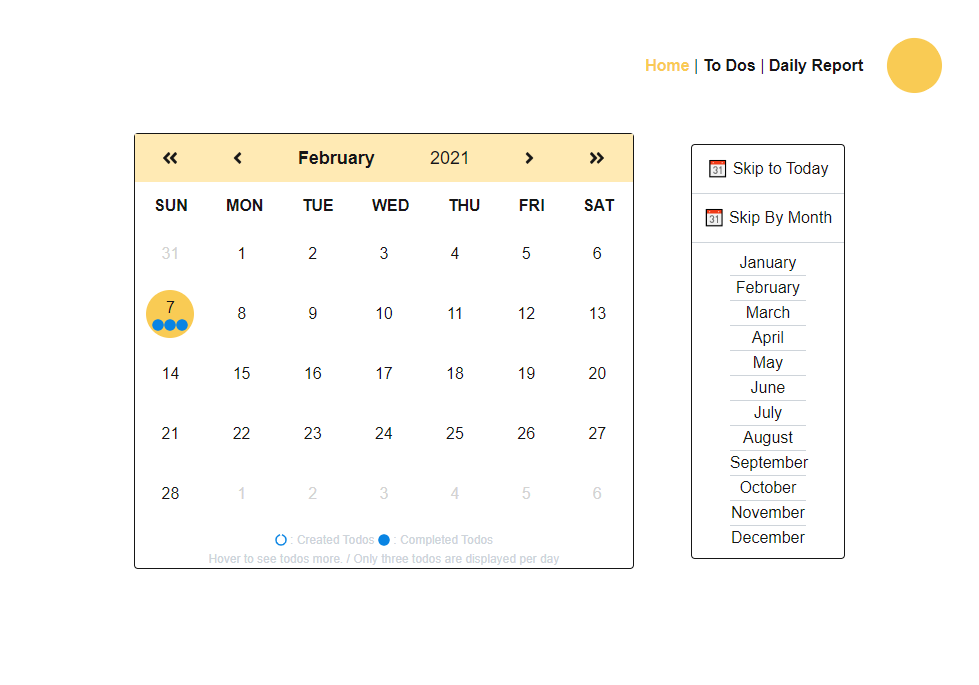 Home | To Dos | Daily Report
February 2021
SUN MON TUE WED THU FRI SAT
31 1 2 3 4 5 6
7 8 9 10 11 12 13
14 15 16 17 18 19 20
21 22 23 24 25 26 27
28 1 2 3 4 5 6
: Created Todos : Completed Todos
Hover to see todos more. / Only three todos are displayed per day
31 Skip to Today
31 Skip By Month
January
February
March
April
May
June
July
August
September
October
November
December